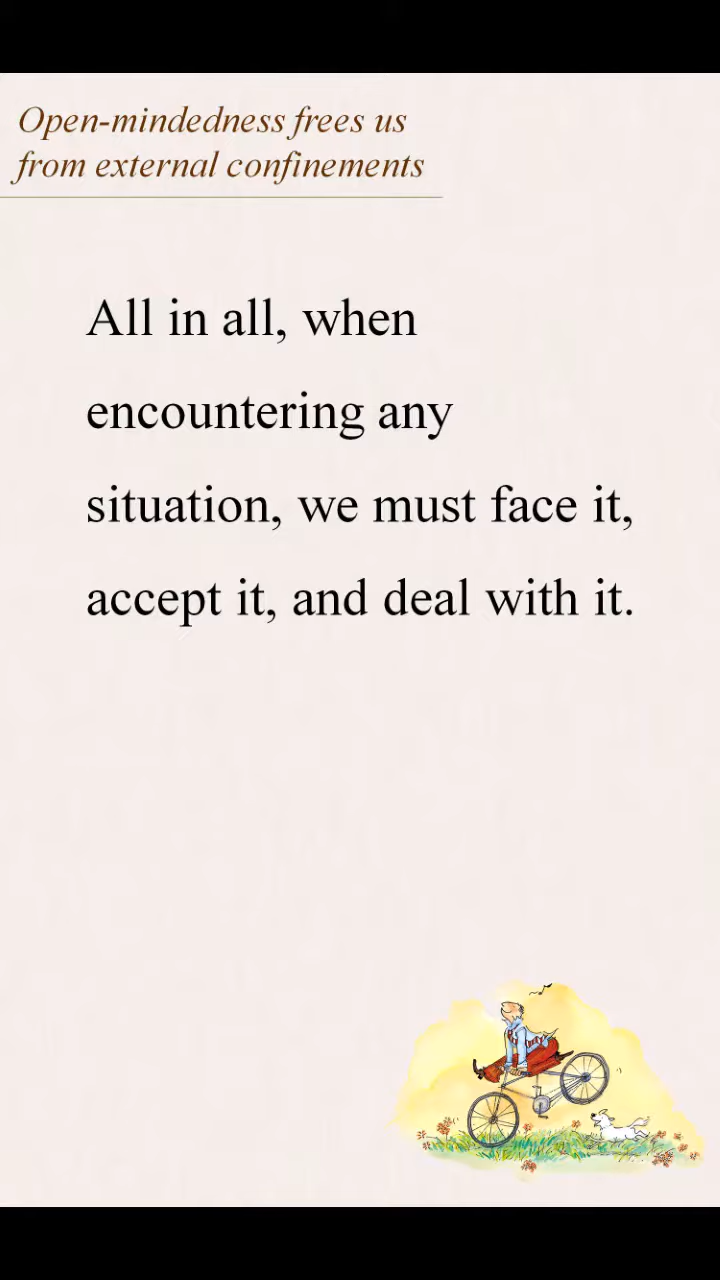 Open-mindedness frees us
from external confinements
All in all, when
encountering any
situation, we must face it,
accept it, and deal with it.